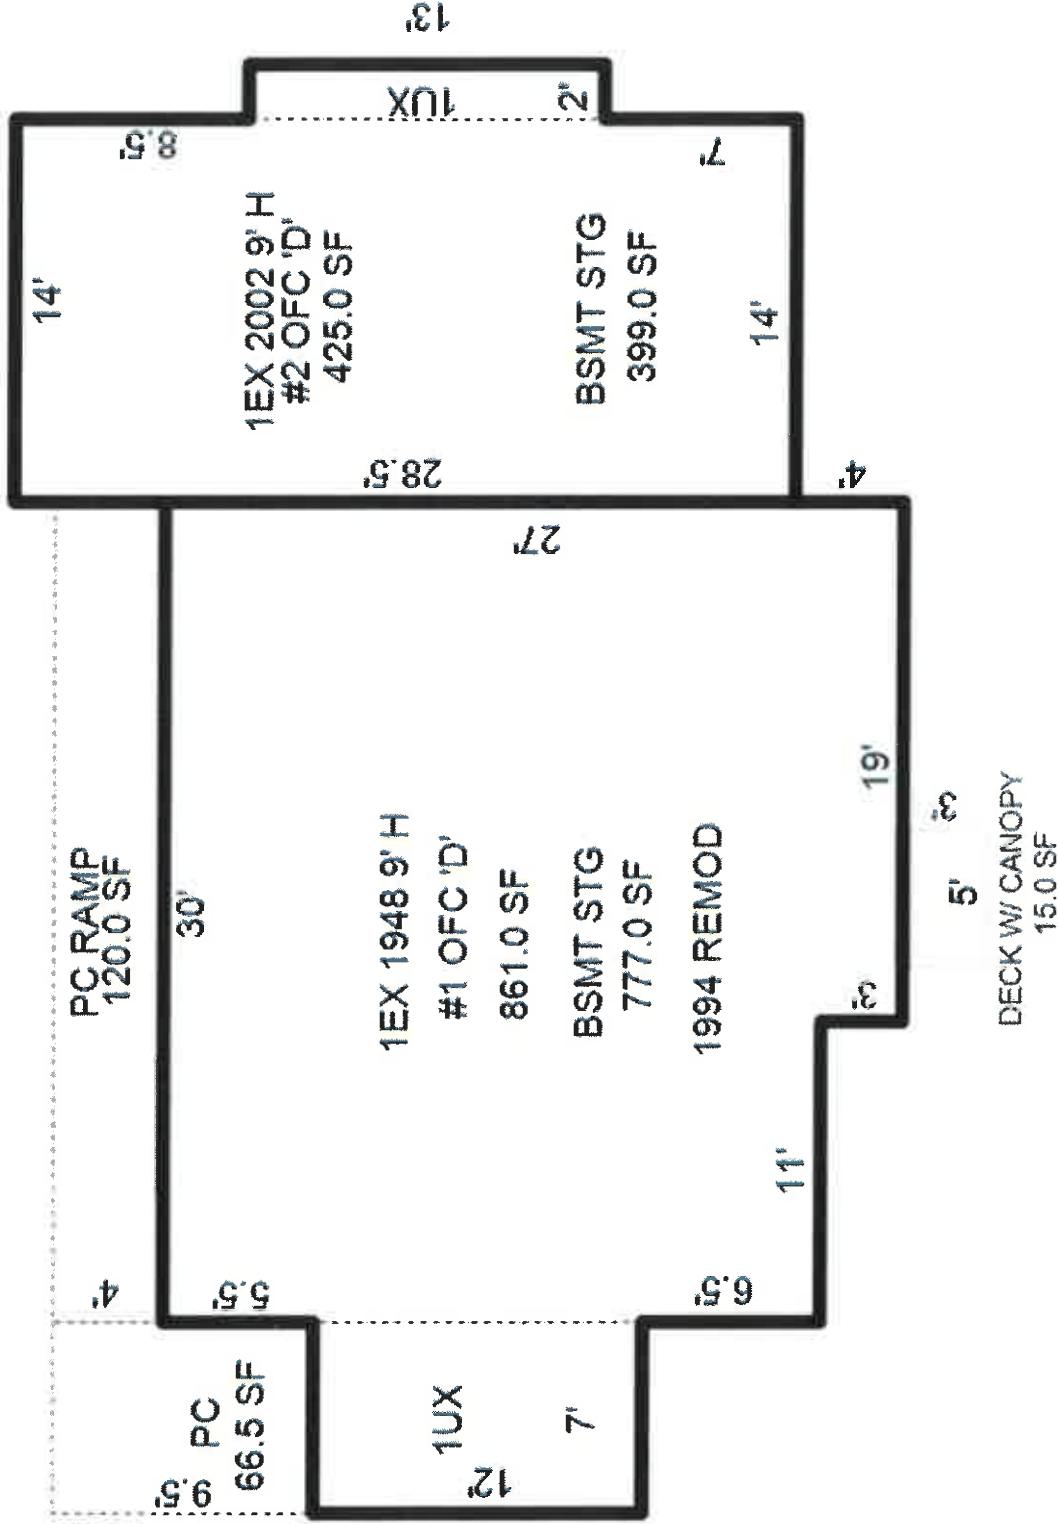 13'
1UX
2'
8.5'
7'
14'
1EX 2002 9' H
#2 OFC 'D'
425.0 SF
BSMT STG
399.0 SF
14'
28.5'
4'
27'
PC RAMP
120.0 SF
30'
1EX 1948 9' H
#1 OFC 'D'
861.0 SF
BSMT STG
777.0 SF
1994 REMOD
19'
3'
5'
DECK W/ CANOPY
15.0 SF
3'
11'
4'
5.5'
6.5'
PC
66.5 SF
9.5'
1UX
7'
12'